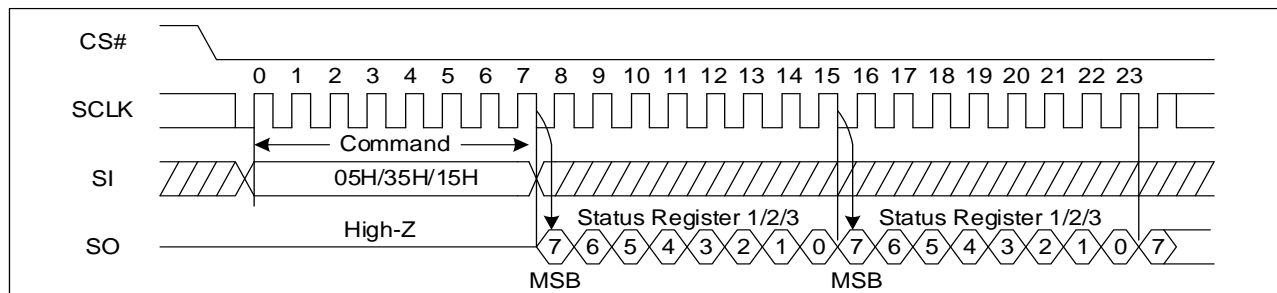 CS#
0 1 2 3 4 5 6 7 8 9 10 11 12 13 14 15 16 17 18 19 20 21 22 23
SCLK
Command
SI
05H/35H/15H
High-Z
Status Register 1/2/3 Status Register 1/2/3
SO
7 6 5 4 3 2 1 0 7 6 5 4 3 2 1 0 7
MSB MSB